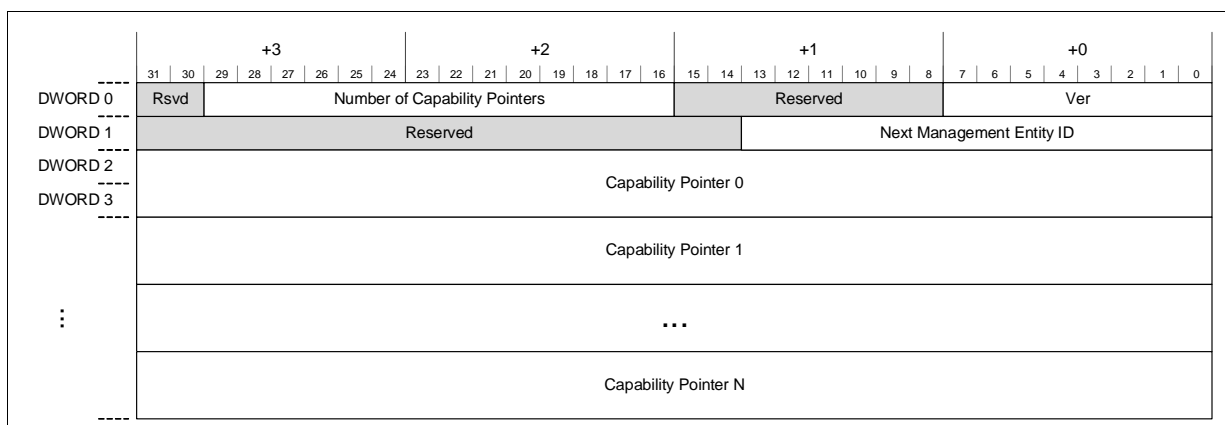 +3 +2 +1 +0
31 30 29 28 27 26 25 24 23 22 21 20 19 18 17 16 15 14 13 12 11 10 9 8 7 6 5 4 3 2 1 0
DWORD 0 Rsvd Number of Capability Pointers Reserved Ver
DWORD 1 Reserved Next Management Entity ID
DWORD 2
Capability Pointer 0
DWORD 3
Capability Pointer 1
⋮ ...
Capability Pointer N